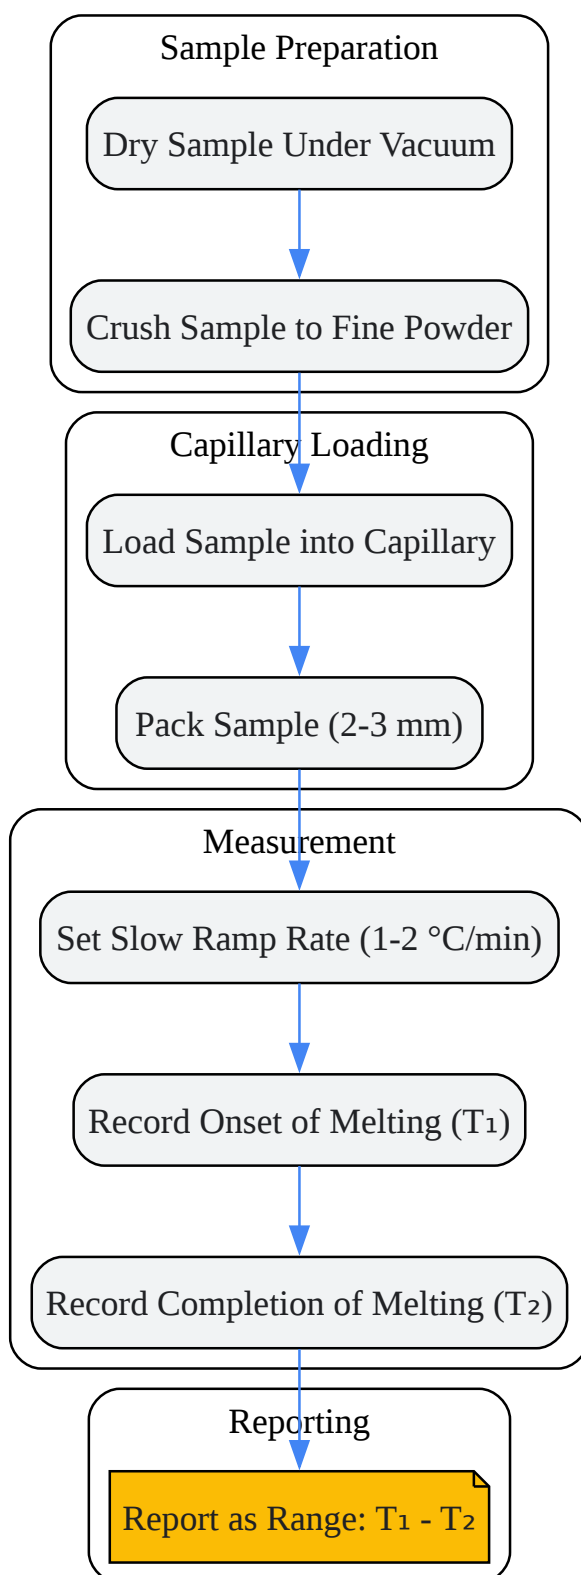 Sample Preparation
Dry Sample Under Vacuum
Crush Sample to Fine Powder
Capillary Loading
Load Sample into Capillary
Pack Sample (2-3 mm)
Measurement
Set Slow Ramp Rate (1-2 °C/min)
Record Onset of Melting (T₁)
Record Completion of Melting (T₂)
Reporting
Report as Range: T₁ - T₂